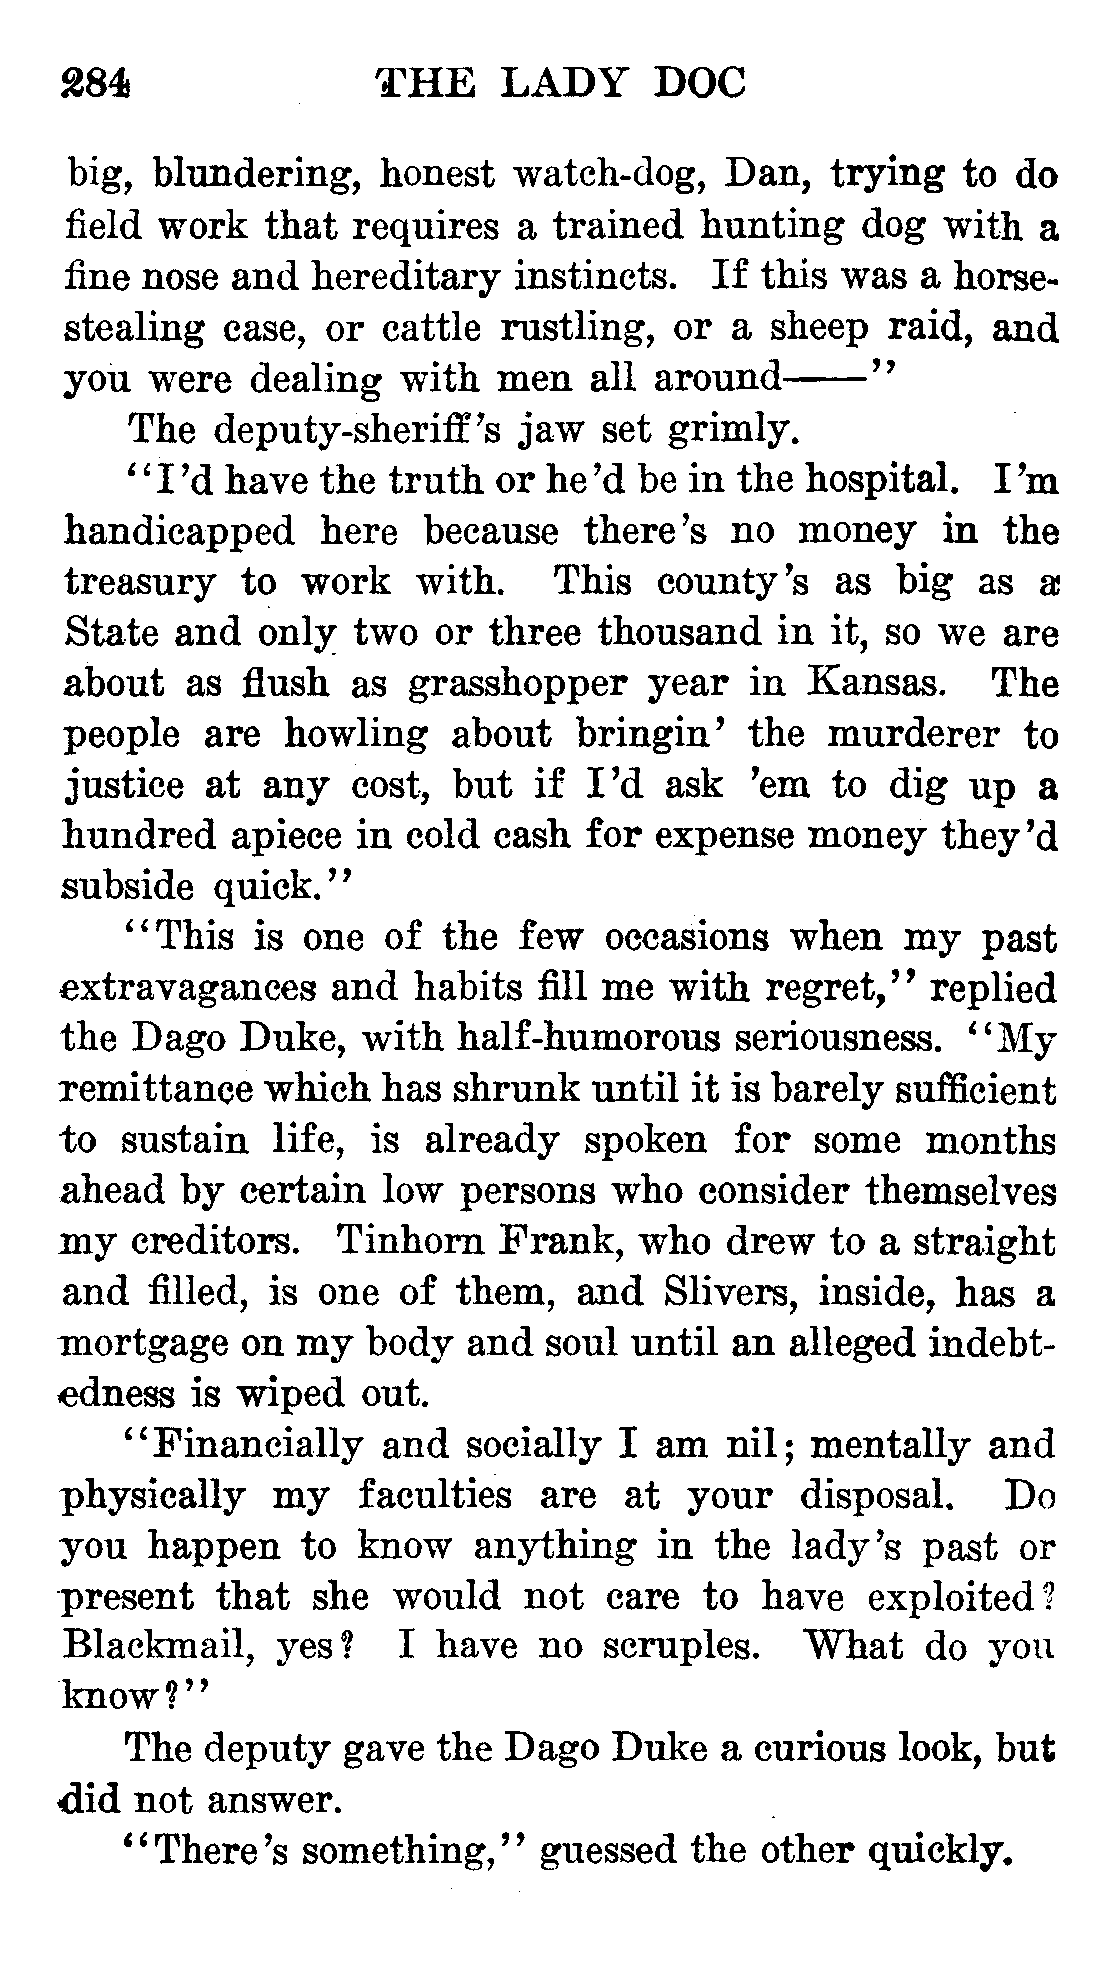 284 THE LADY DOC
big, blundering, honest watch-dog, Dan, trying to do
field work that requires a trained hunting dog with a
fine nose and hereditary instincts. If this was a horse-
stealing case, or cattle rustling, or a sheep raid, and
you were dealing with men all around——"
The deputy-sheriff's jaw set grimly.
"I'd have the truth or he'd be in the hospital. I'm
handicapped here because there's no money in the
treasury to work with. This county's as big as a
State and only two or three thousand in it, so we are
about as flush as grasshopper year in Kansas. The
people are howling about bringin' the murderer to
justice at any cost, but if I'd ask 'em to dig up a
hundred apiece in cold cash for expense money they'd
subside quick."
"This is one of the few occasions when my past
extravagances and habits fill me with regret," replied
the Dago Duke, with half-humorous seriousness. "My
remittance which has shrunk until it is barely sufficient
to sustain life, is already spoken for some months
ahead by certain low persons who consider themselves
my creditors. Tinhorn Frank, who drew to a straight
and filled, is one of them, and Slivers, inside, has a
mortgage on my body and soul until an alleged indebt-
edness is wiped out.
"Financially and socially I am nil; mentally and
physically my faculties are at your disposal. Do
you happen to know anything in the lady's past or
present that she would not care to have exploited?
Blackmail, yes? I have no scruples. What do you
know?"
The deputy gave the Dago Duke a curious look, but
did not answer.
"There's something," guessed the other quickly.